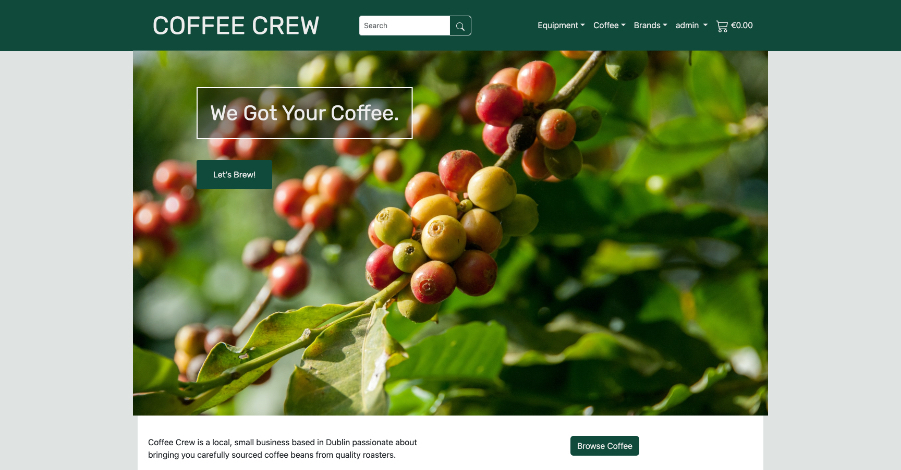 COFFEE CREW
Search
Equipment
Coffee
Brands
admin
€0.00
We Got Your Coffee.
Let's Brew!
Coffee Crew is a local, small business based in Dublin passionate about
bringing you carefully sourced coffee beans from quality roasters.
Browse Coffee